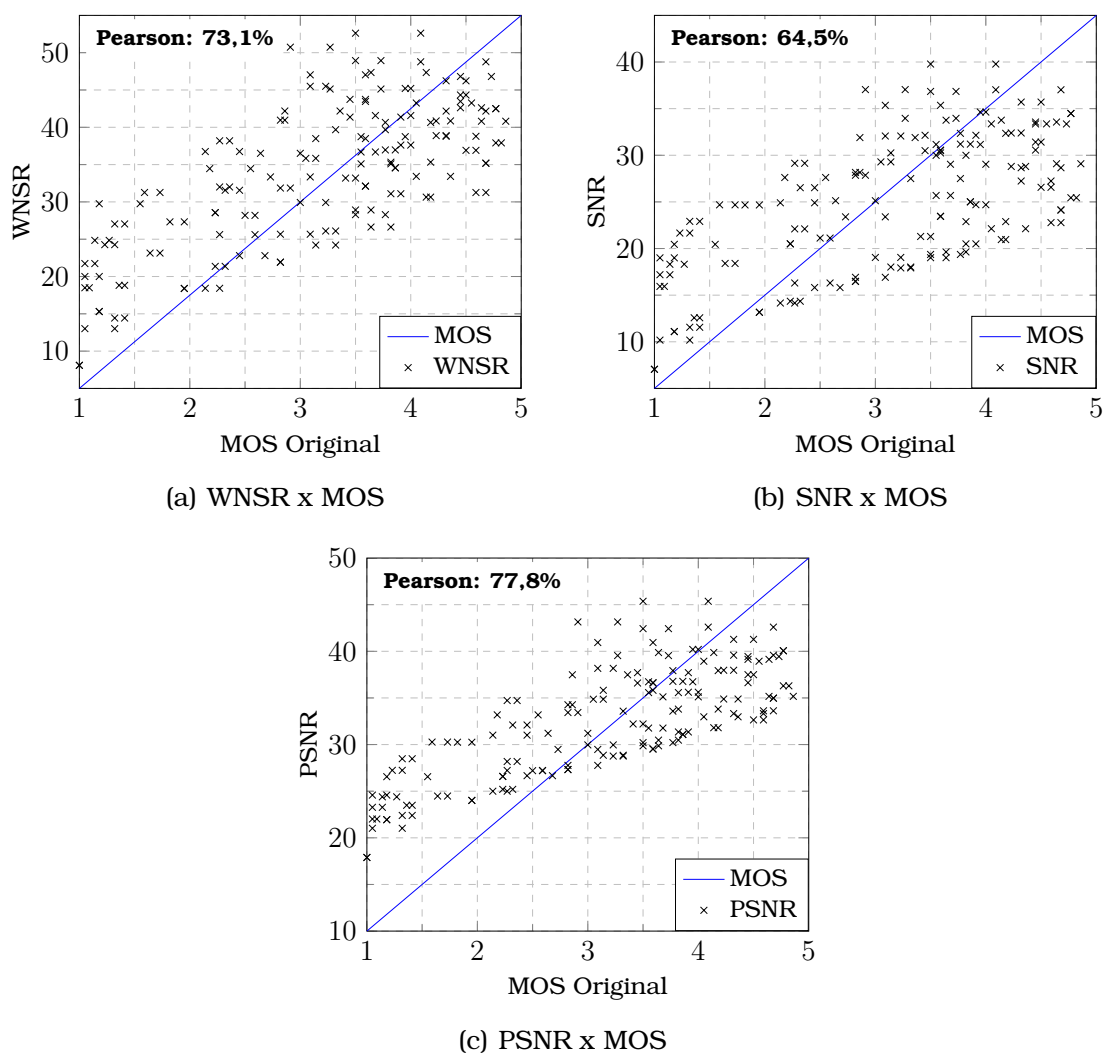 Pearson: 73,1%
50
40
30
20
10
WNSR
MOS
WNSR
1 2 3 4 5
MOS Original
(a) WNSR x MOS
Pearson: 64,5%
40
30
20
10
SNR
MOS
SNR
1 2 3 4 5
MOS Original
(b) SNR x MOS
50
Pearson: 77,8%
40
30
20
10
PSNR
MOS
PSNR
1 2 3 4 5
MOS Original
(c) PSNR x MOS